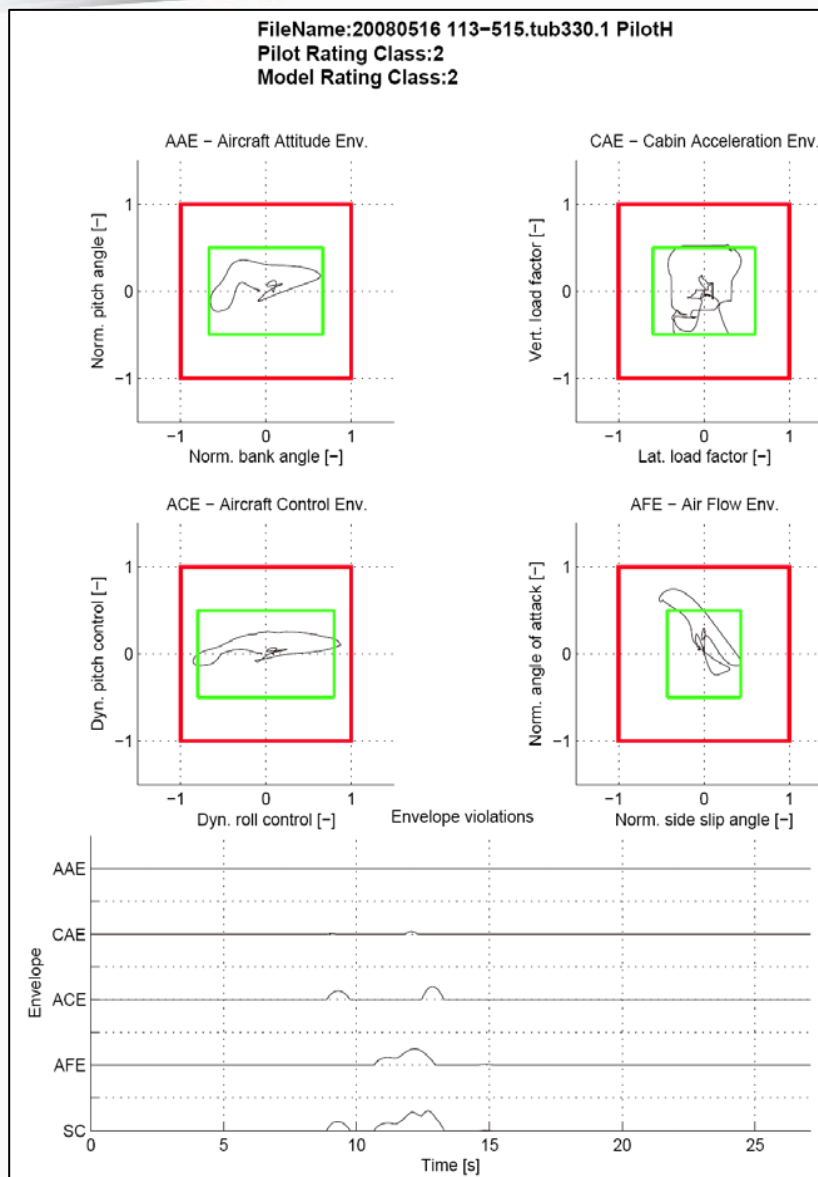 FileName:20080516 113−515.tub330.1 PilotH
Pilot Rating Class:2
Model Rating Class:2
AAE − Aircraft Attitude Env.
Norm. pitch angle [−]
1
0
−1
−1 0 1
Norm. bank angle [−]
CAE − Cabin Acceleration Env.
Vert. load factor [−]
1
0
−1
−1 0 1
Lat. load factor [−]
ACE − Aircraft Control Env.
Dyn. pitch control [−]
1
0
−1
−1 0 1
Dyn. roll control [−]
AFE − Air Flow Env.
Norm. angle of attack [−]
1
0
−1
−1 0 1
Norm. side slip angle [−]
Envelope violations
Envelope
AAE
CAE
ACE
AFE
SC
0 5 10 15 20 25
Time [s]